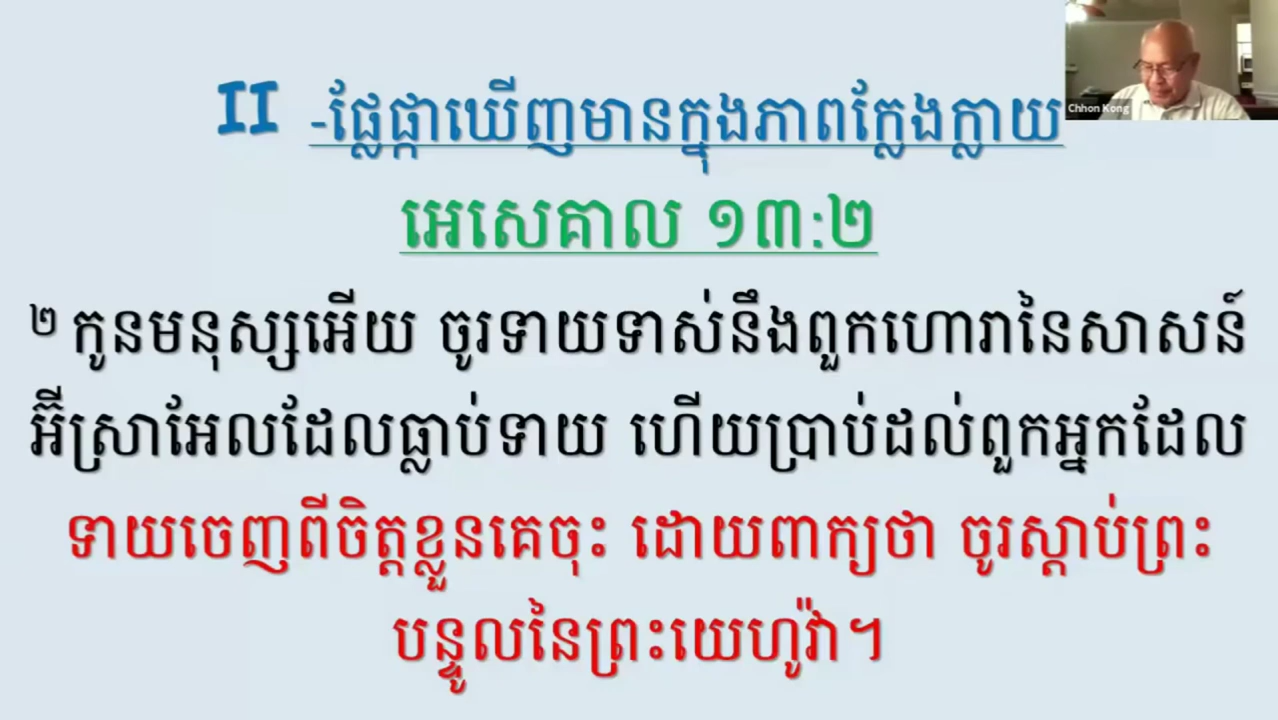 II -ផ្លែផ្កាឃើញមានក្នុងភាពក្លែងក្លាយ
Chhon Kong
អេសេគាល ១៣:២
២ កូនមនុស្សអើយ ចូរទាយទាស់នឹងពួកហោរានៃសាសន៍
អ៊ីស្រាអែលដែលធ្លាប់ទាយ ហើយប្រាប់ដល់ពួកអ្នកដែល
ទាយចេញពីចិត្តខ្លួនគេចុះ ដោយពាក្យថា ចូរស្តាប់ព្រះ
បន្ទូលនៃព្រះយេហូវ៉ា។